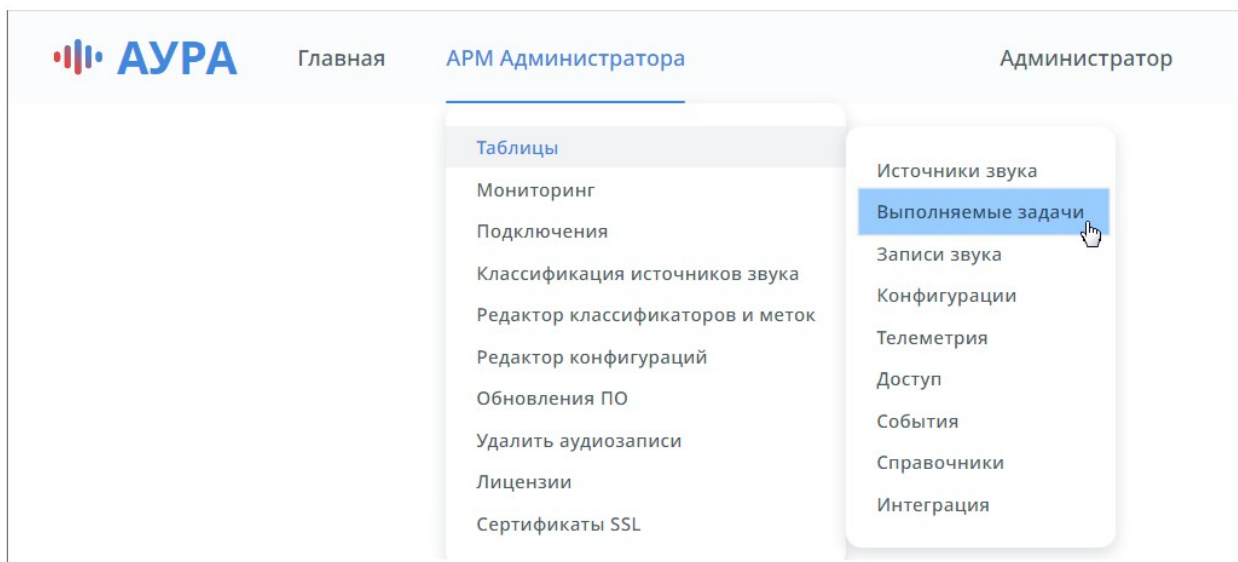 АУРА Главная АРМ Администратора Администратор
Таблицы
Мониторинг
Подключения
Классификация источников звука
Редактор классификаторов и меток
Редактор конфигураций
Обновления ПО
Удалить аудиозаписи
Лицензии
Сертификаты SSL
Источники звука
Выполняемые задачи
Записи звука
Конфигурации
Телеметрия
Доступ
События
Справочники
Интеграция